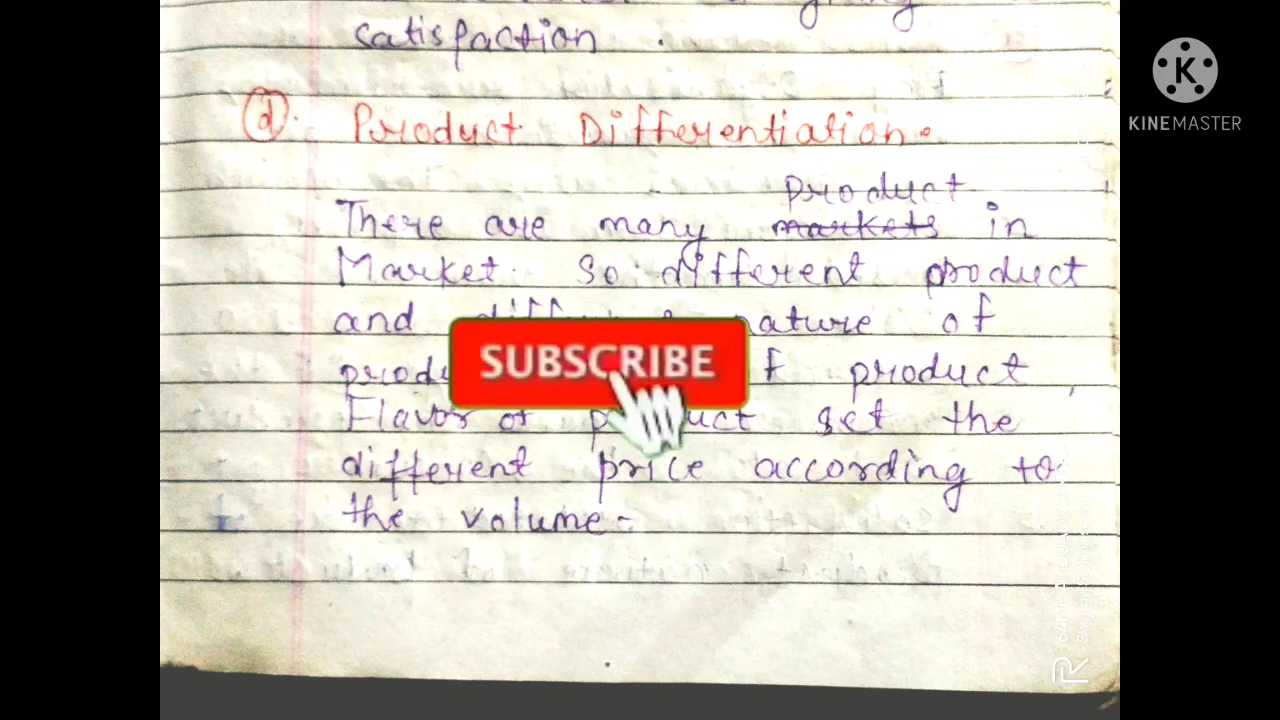 satisfaction .
(d). Product Differentiation.
product
There are many markets in
Market. So different product
and nature of
product
Flavor of product set the
different price according to
the volume-
SUBSCRIBE
K
KINEMASTER